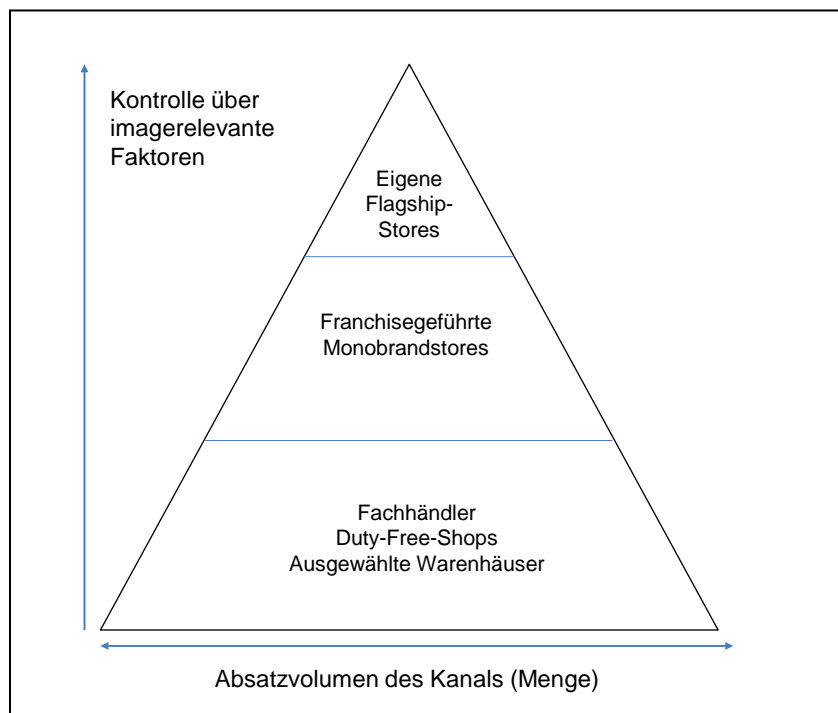 Kontrolle über
imagerelevante
Faktoren
Eigene
Flagship-
Stores
Franchisegeführte
Monobrandstores
Fachhändler
Duty-Free-Shops
Ausgewählte Warenhäuser
Absatzvolumen des Kanals (Menge)